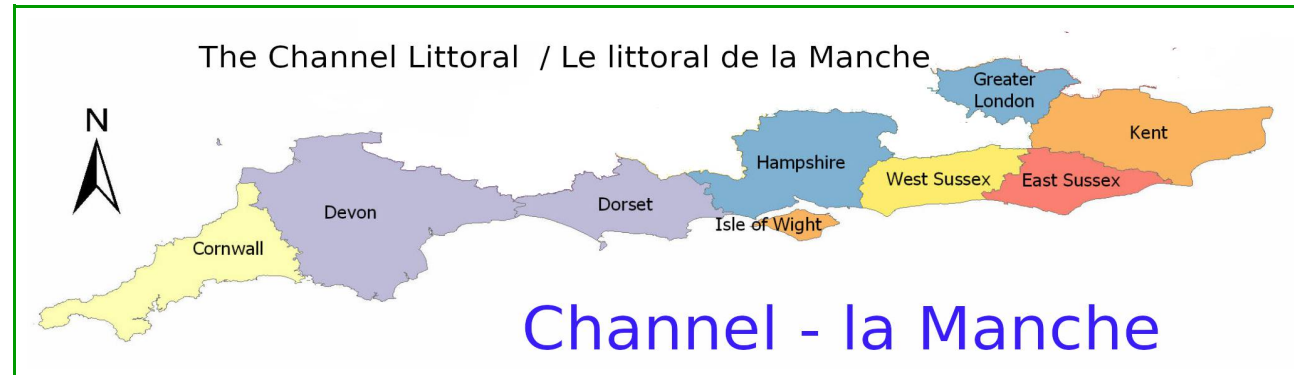 The Channel Littoral / Le littoral de la Manche
N
Greater
London
Kent
Hampshire
West Sussex
East Sussex
Devon
Dorset
Isle of Wight
Cornwall
Channel - la Manche